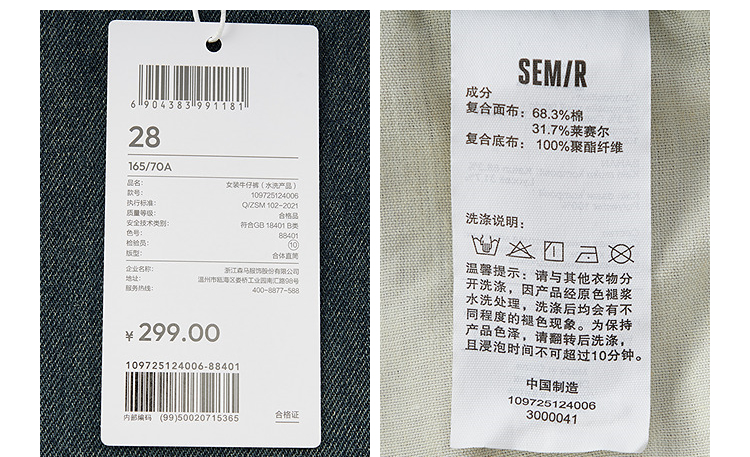 6 904383 991181
28
165/70A
品名: 女装牛仔裤（水洗产品）
款号: 109725124006
执行标准: Q/ZSM 102-2021
质量等级: 合格品
安全技术类别: 符合GB 18401 B类
色号: 88401
检验员: 10
版型: 合体直筒
企业名称: 浙江森马服饰股份有限公司
地址: 温州市瓯海区娄桥工业园南汇路98号
服务热线: 400-8877-588
¥ 299.00
109725124006-88401
内部编码 (99)50020715365
合格证
SEM/R
成分
复合面布: 68.3%棉
31.7%莱赛尔
复合底布: 100%聚酯纤维
洗涤说明:
温馨提示: 请与其他衣物分
开洗涤, 因产品经原色褪浆
水洗处理, 洗涤后均会有不
同程度的褪色现象。为保持
产品色泽, 请翻转后洗涤,
且浸泡时间不可超过10分钟。
中国制造
109725124006
3000041